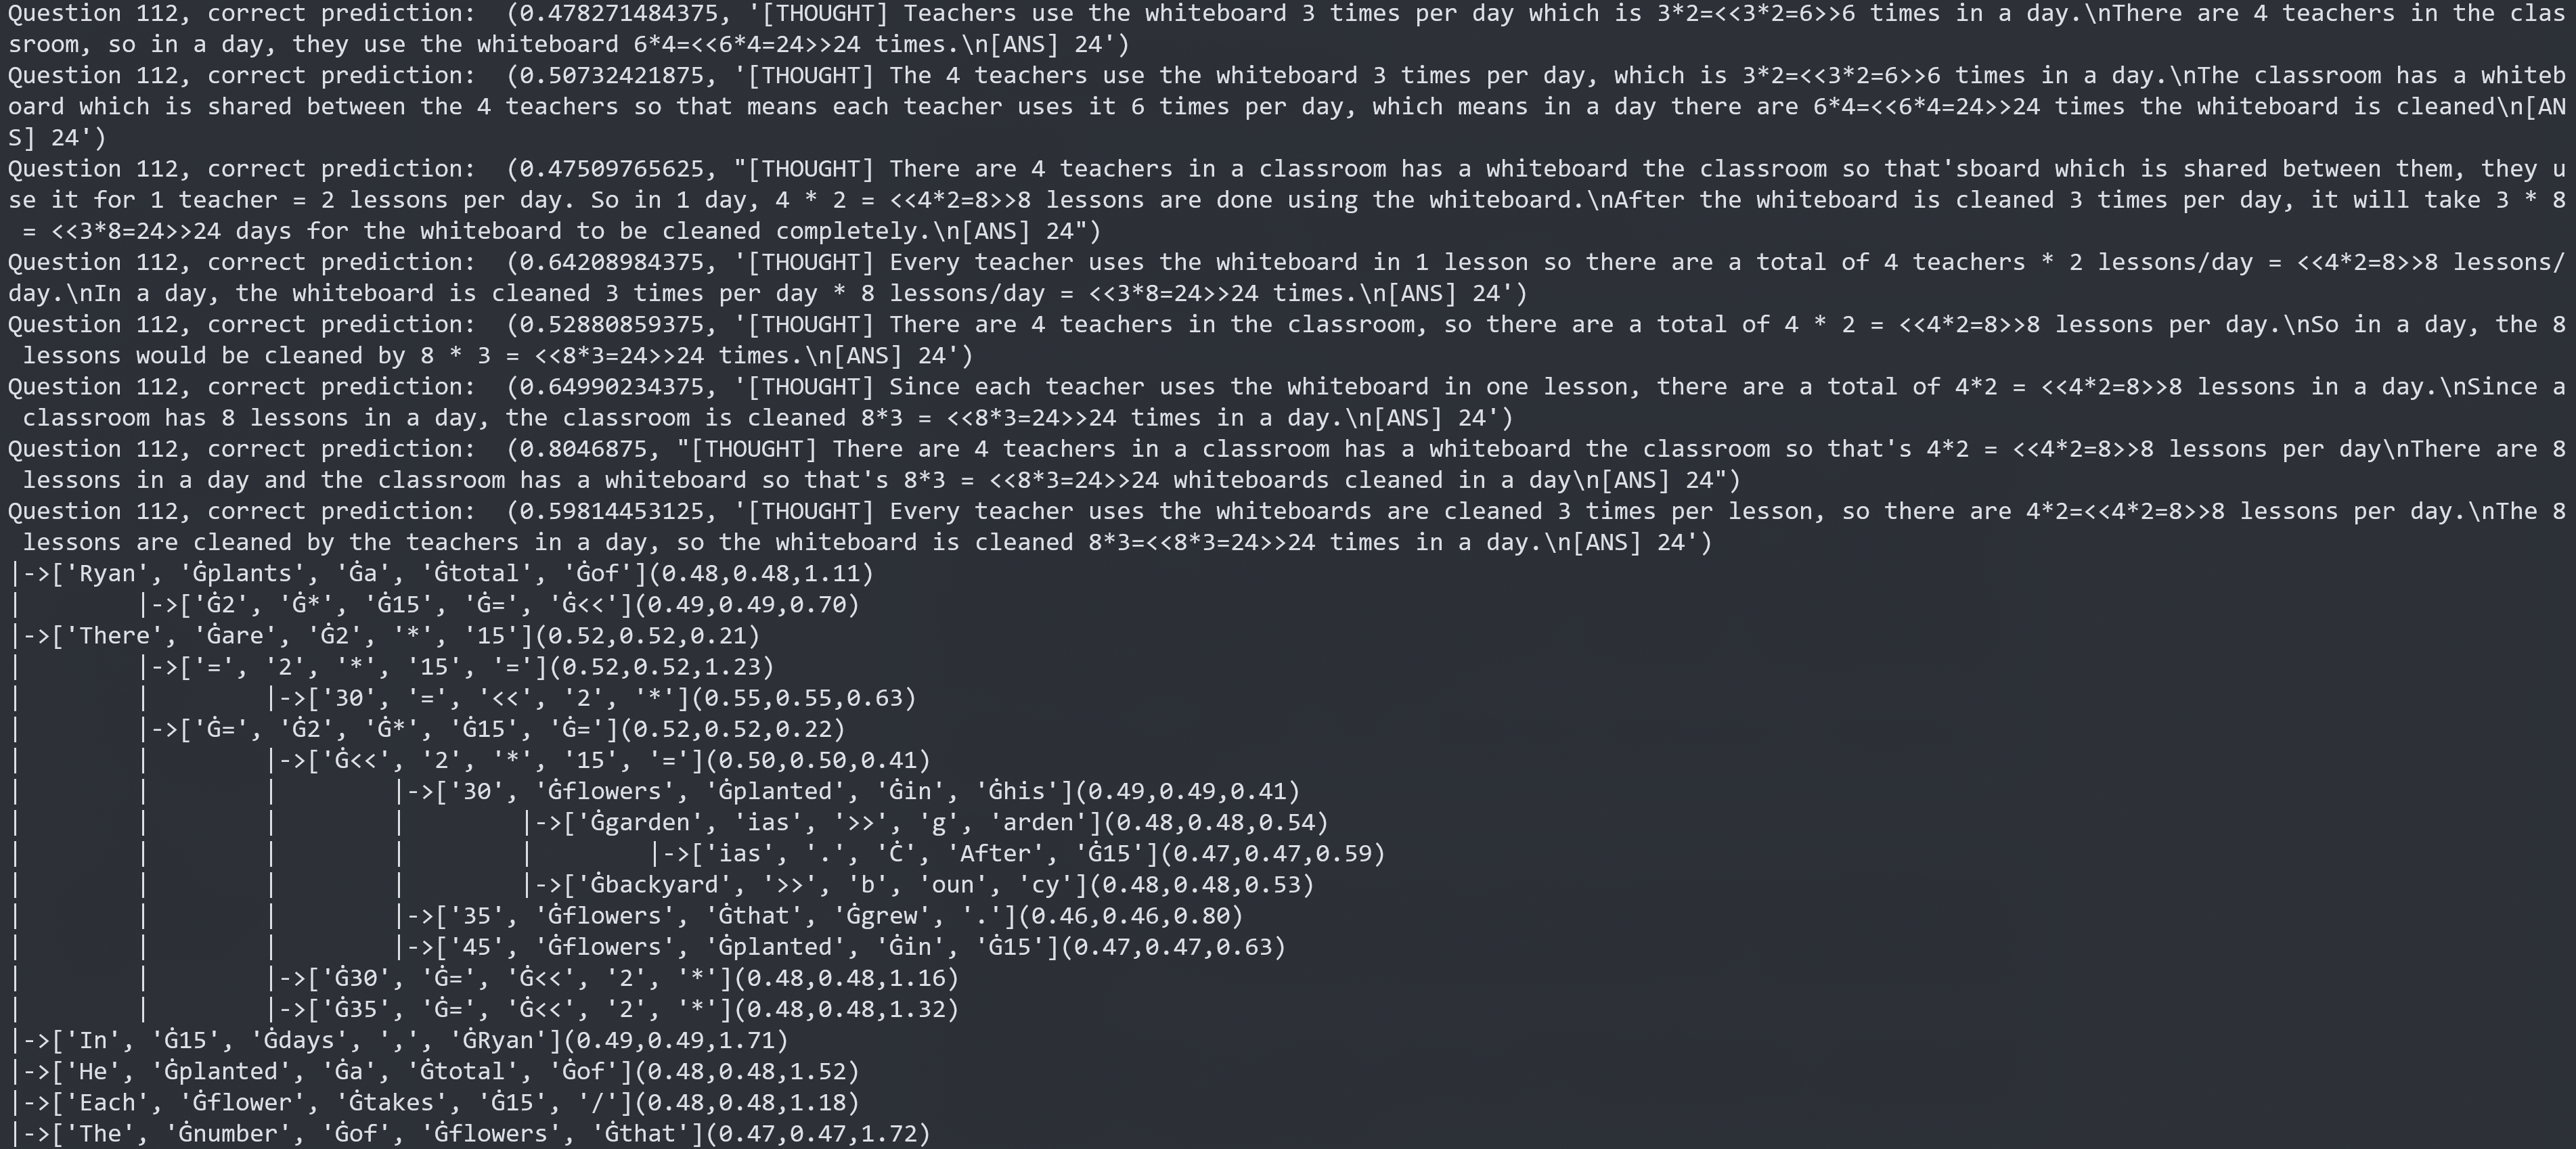 Question 112, correct prediction:  (0.478271484375, '[THOUGHT] Teachers use the whiteboard 3 times per day which is 3*2=<<3*2=6>>6 times in a day.\nThere are 4 teachers in the clas
sroom, so in a day, they use the whiteboard 6*4=<<6*4=24>>24 times.\n[ANS] 24')
Question 112, correct prediction:  (0.50732421875, '[THOUGHT] The 4 teachers use the whiteboard 3 times per day, which is 3*2=<<3*2=6>>6 times in a day.\nThe classroom has a whiteb
oard which is shared between the 4 teachers so that means each teacher uses it 6 times per day, which means in a day there are 6*4=<<6*4=24>>24 times the whiteboard is cleaned\n[AN
S] 24')
Question 112, correct prediction:  (0.47509765625, "[THOUGHT] There are 4 teachers in a classroom has a whiteboard the classroom so that'sboard which is shared between them, they u
se it for 1 teacher = 2 lessons per day. So in 1 day, 4 * 2 = <<4*2=8>>8 lessons are done using the whiteboard.\nAfter the whiteboard is cleaned 3 times per day, it will take 3 * 8
 = <<3*8=24>>24 days for the whiteboard to be cleaned completely.\n[ANS] 24")
Question 112, correct prediction:  (0.64208984375, '[THOUGHT] Every teacher uses the whiteboard in 1 lesson so there are a total of 4 teachers * 2 lessons/day = <<4*2=8>>8 lessons/
day.\nIn a day, the whiteboard is cleaned 3 times per day * 8 lessons/day = <<3*8=24>>24 times.\n[ANS] 24')
Question 112, correct prediction:  (0.52880859375, '[THOUGHT] There are 4 teachers in the classroom, so there are a total of 4 * 2 = <<4*2=8>>8 lessons per day.\nSo in a day, the 8
 lessons would be cleaned by 8 * 3 = <<8*3=24>>24 times.\n[ANS] 24')
Question 112, correct prediction:  (0.64990234375, '[THOUGHT] Since each teacher uses the whiteboard in one lesson, there are a total of 4*2 = <<4*2=8>>8 lessons in a day.\nSince a
 classroom has 8 lessons in a day, the classroom is cleaned 8*3 = <<8*3=24>>24 times in a day.\n[ANS] 24')
Question 112, correct prediction:  (0.8046875, "[THOUGHT] There are 4 teachers in a classroom has a whiteboard the classroom so that's 4*2 = <<4*2=8>>8 lessons per day\nThere are 8
 lessons in a day and the classroom has a whiteboard so that's 8*3 = <<8*3=24>>24 whiteboards cleaned in a day\n[ANS] 24")
Question 112, correct prediction:  (0.59814453125, '[THOUGHT] Every teacher uses the whiteboards are cleaned 3 times per lesson, so there are 4*2=<<4*2=8>>8 lessons per day.\nThe 8
 lessons are cleaned by the teachers in a day, so the whiteboard is cleaned 8*3=<<8*3=24>>24 times in a day.\n[ANS] 24')
|->['Ryan', 'Ġplants', 'Ġa', 'Ġtotal', 'Ġof'](0.48,0.48,1.11)
|        |->['Ġ2', 'Ġ*', 'Ġ15', 'Ġ=', 'Ġ<<'](0.49,0.49,0.70)
|->['There', 'Ġare', 'Ġ2', '*', '15'](0.52,0.52,0.21)
|        |->['=', '2', '*', '15', '='](0.52,0.52,1.23)
|        |        |->['30', '=', '<<', '2', '*'](0.55,0.55,0.63)
|        |->['Ġ=', 'Ġ2', 'Ġ*', 'Ġ15', 'Ġ='](0.52,0.52,0.22)
|        |        |->['Ġ<<', '2', '*', '15', '='](0.50,0.50,0.41)
|        |        |        |->['30', 'Ġflowers', 'Ġplanted', 'Ġin', 'Ġhis'](0.49,0.49,0.41)
|        |        |        |        |->['Ġgarden', 'ias', '>>', 'g', 'arden'](0.48,0.48,0.54)
|        |        |        |        |        |->['ias', '.', 'Ċ', 'After', 'Ġ15'](0.47,0.47,0.59)
|        |        |        |        |->['Ġbackyard', '>>', 'b', 'oun', 'cy'](0.48,0.48,0.53)
|        |        |        |->['35', 'Ġflowers', 'Ġthat', 'Ġgrew', '.'](0.46,0.46,0.80)
|        |        |        |->['45', 'Ġflowers', 'Ġplanted', 'Ġin', 'Ġ15'](0.47,0.47,0.63)
|        |        |->['Ġ30', 'Ġ=', 'Ġ<<', '2', '*'](0.48,0.48,1.16)
|        |        |->['Ġ35', 'Ġ=', 'Ġ<<', '2', '*'](0.48,0.48,1.32)
|->['In', 'Ġ15', 'Ġdays', ',', 'ĠRyan'](0.49,0.49,1.71)
|->['He', 'Ġplanted', 'Ġa', 'Ġtotal', 'Ġof'](0.48,0.48,1.52)
|->['Each', 'Ġflower', 'Ġtakes', 'Ġ15', '/'](0.48,0.48,1.18)
|->['The', 'Ġnumber', 'Ġof', 'Ġflowers', 'Ġthat'](0.47,0.47,1.72)